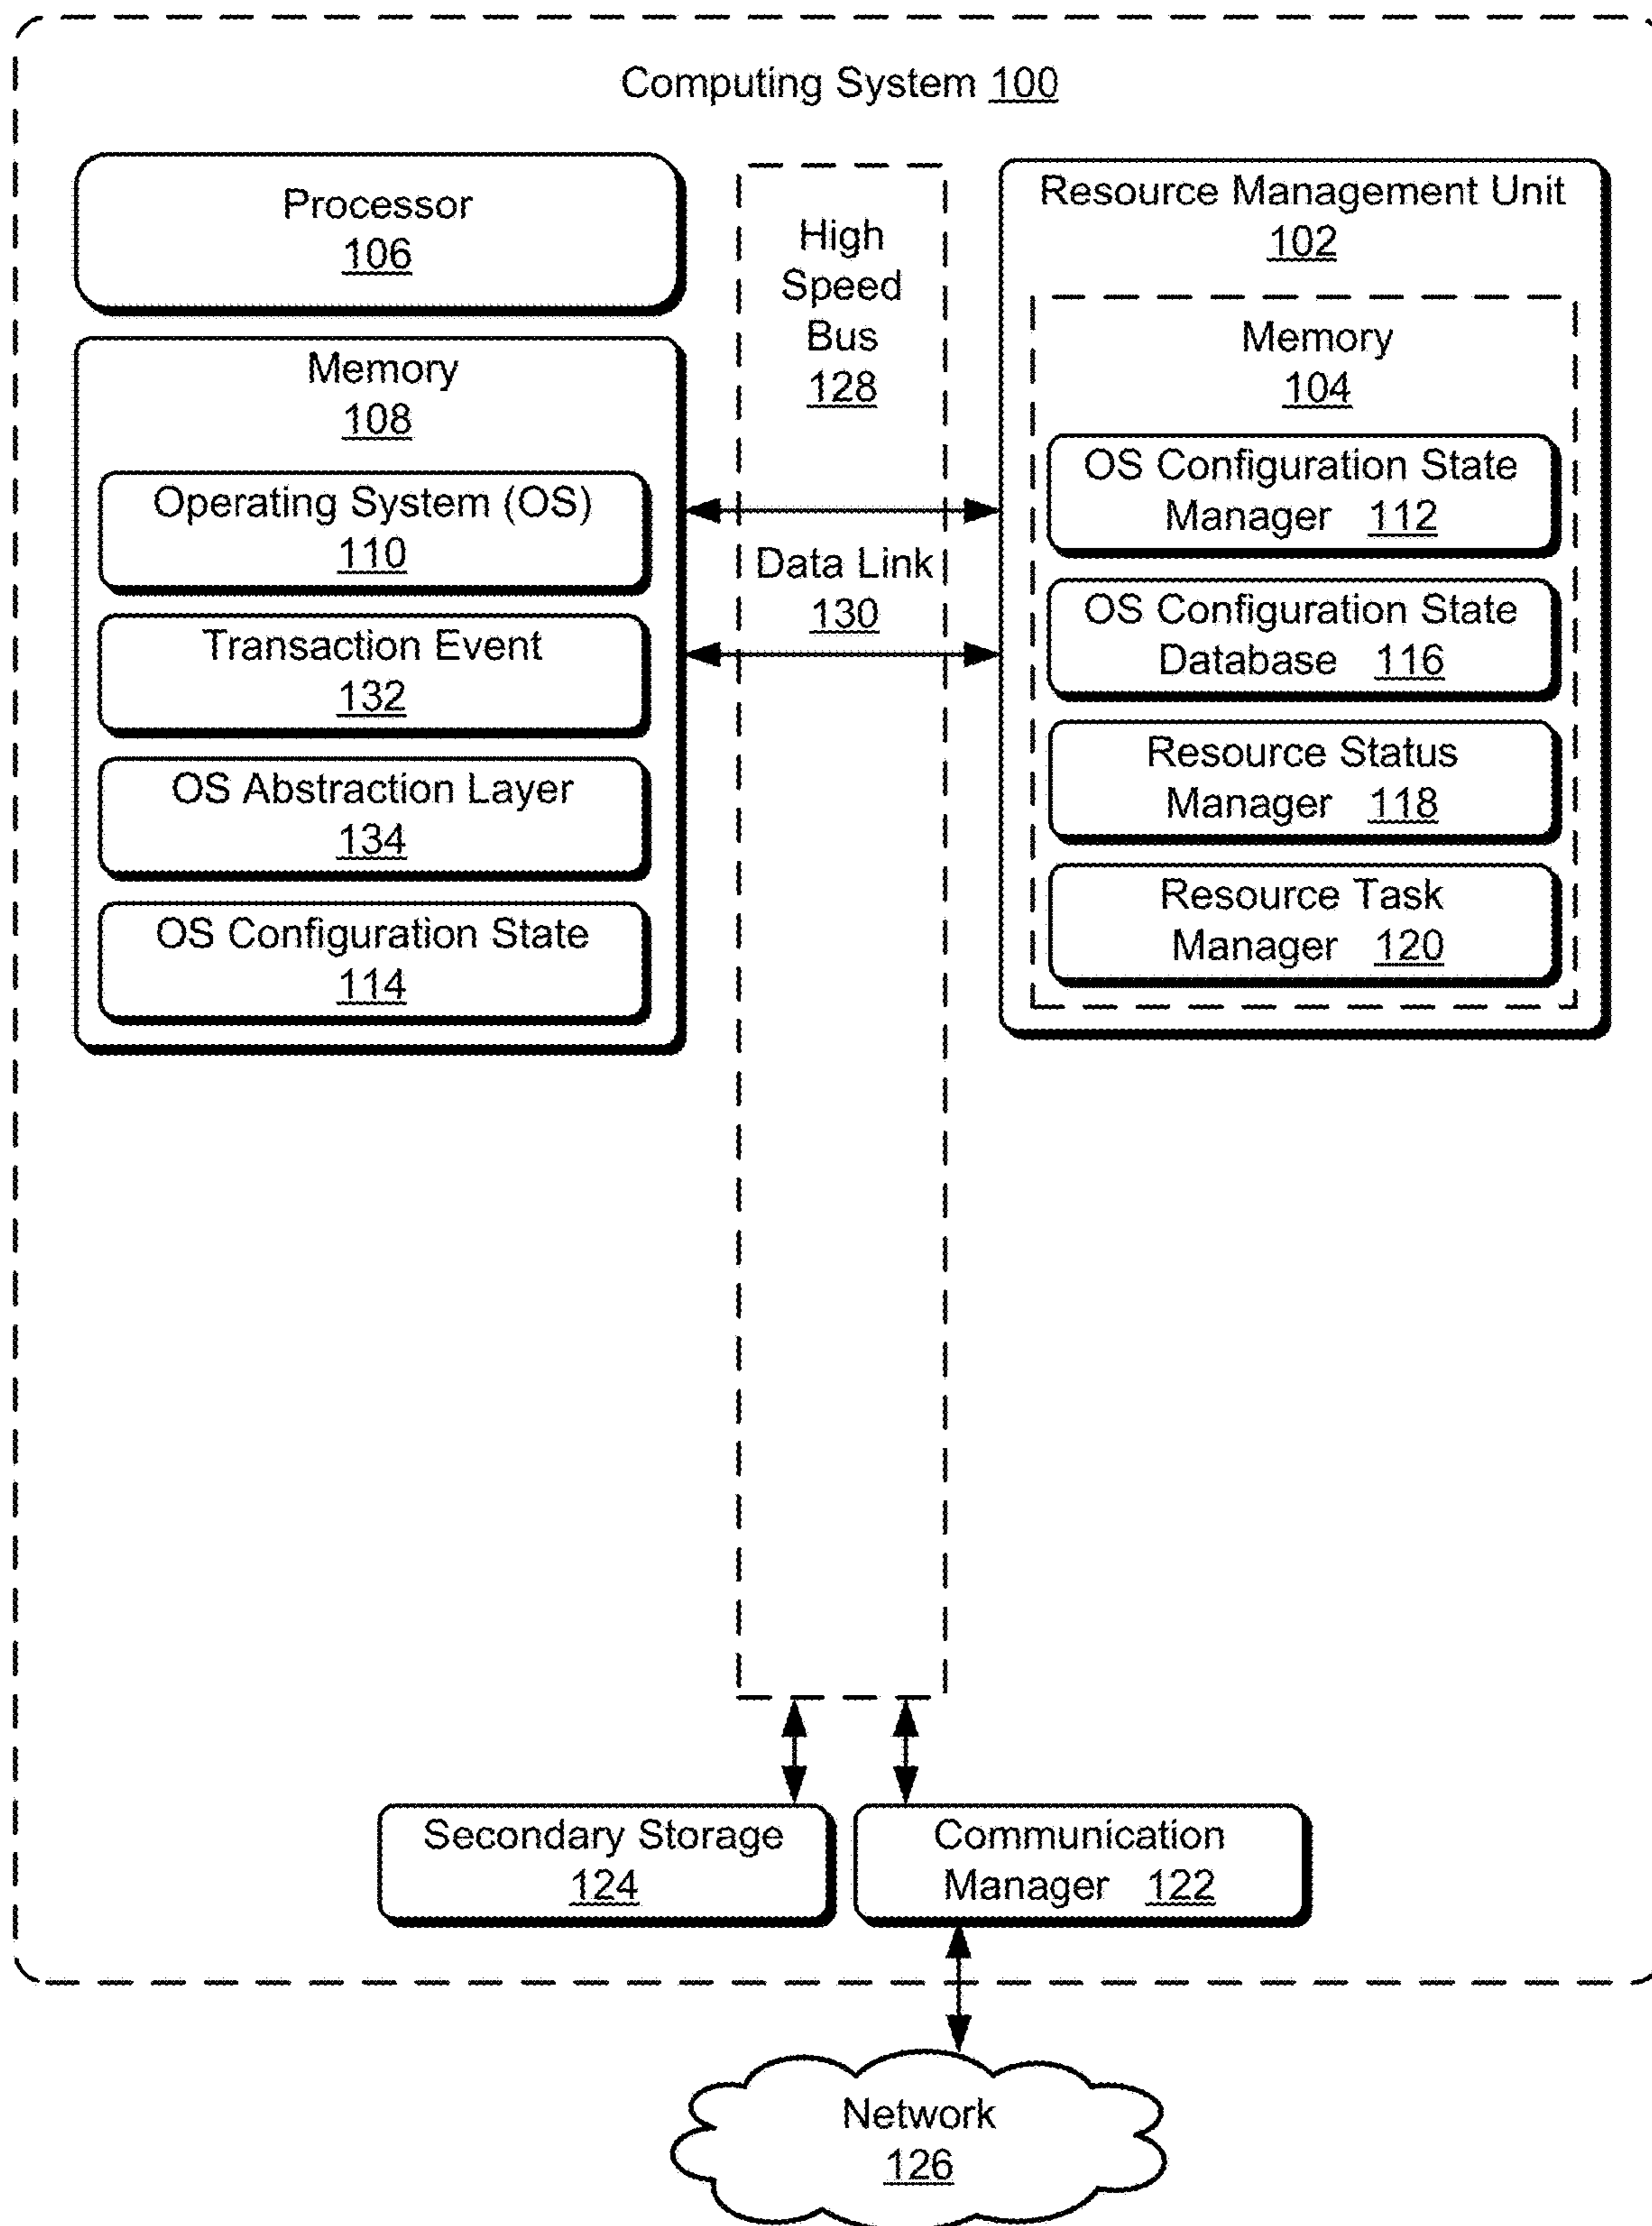 Computing System 100
Processor
106
Memory
108
Operating System (OS)
110
Transaction Event
132
OS Abstraction Layer
134
OS Configuration State
114
High
Speed
Bus
128
Data Link
130
Resource Management Unit
102
Memory
104
OS Configuration State
Manager 112
OS Configuration State
Database 116
Resource Status
Manager 118
Resource Task
Manager 120
Secondary Storage
124
Communication
Manager 122
Network
126